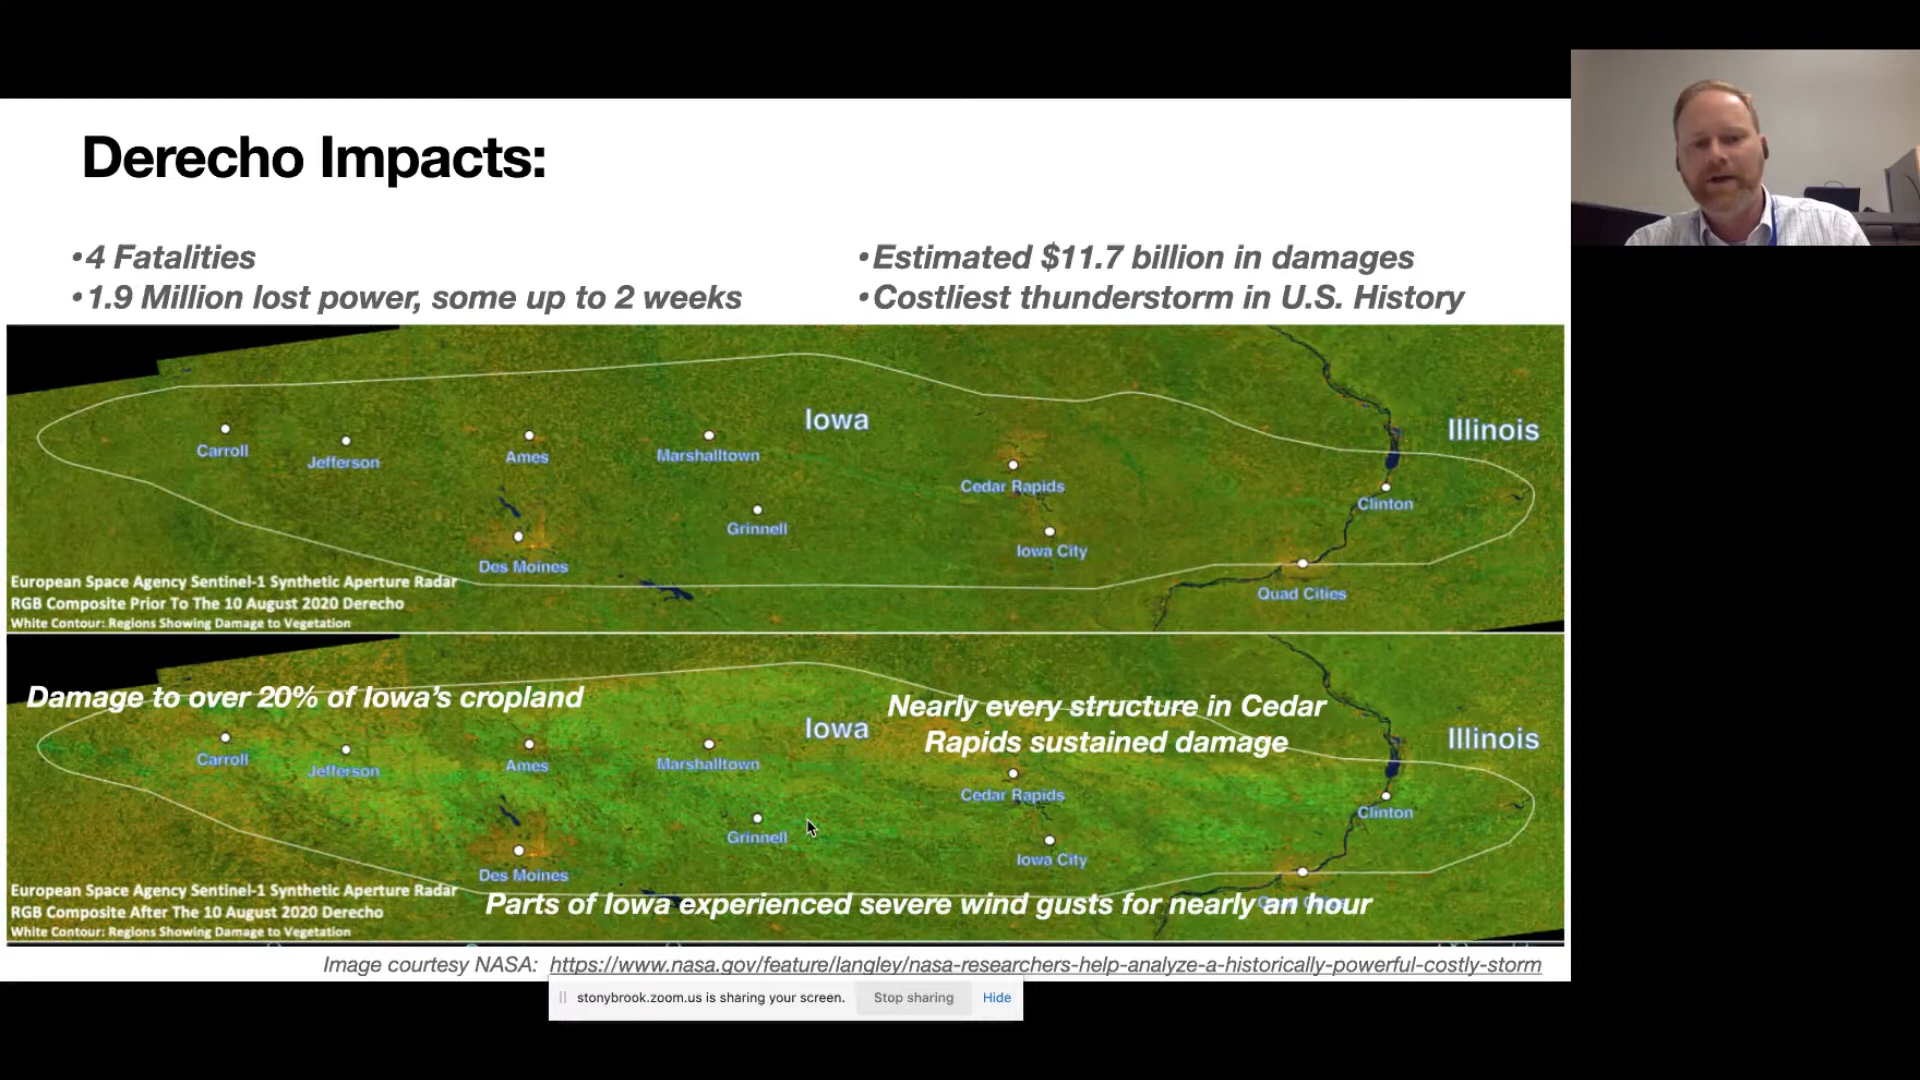 Derecho Impacts:
•4 Fatalities
•1.9 Million lost power, some up to 2 weeks
•Estimated $11.7 billion in damages
•Costliest thunderstorm in U.S. History
Iowa
Illinois
Carroll
Jefferson
Ames
Marshalltown
Cedar Rapids
Clinton
Grinnell
Iowa City
Des Moines
Quad Cities
European Space Agency Sentinel-1 Synthetic Aperture Radar
RGB Composite Prior To The 10 August 2020 Derecho
White Contour: Regions Showing Damage to Vegetation
Damage to over 20% of Iowa's cropland
Nearly every structure in Cedar
Rapids sustained damage
Iowa
Illinois
Carroll
Jefferson
Ames
Marshalltown
Cedar Rapids
Clinton
Grinnell
Iowa City
Des Moines
European Space Agency Sentinel-1 Synthetic Aperture Radar
RGB Composite After The 10 August 2020 Derecho
White Contour: Regions Showing Damage to Vegetation
Parts of Iowa experienced severe wind gusts for nearly an hour
Image courtesy NASA: https://www.nasa.gov/feature/langley/nasa-researchers-help-analyze-a-historically-powerful-costly-storm
stonybrook.zoom.us is sharing your screen.
Stop sharing
Hide